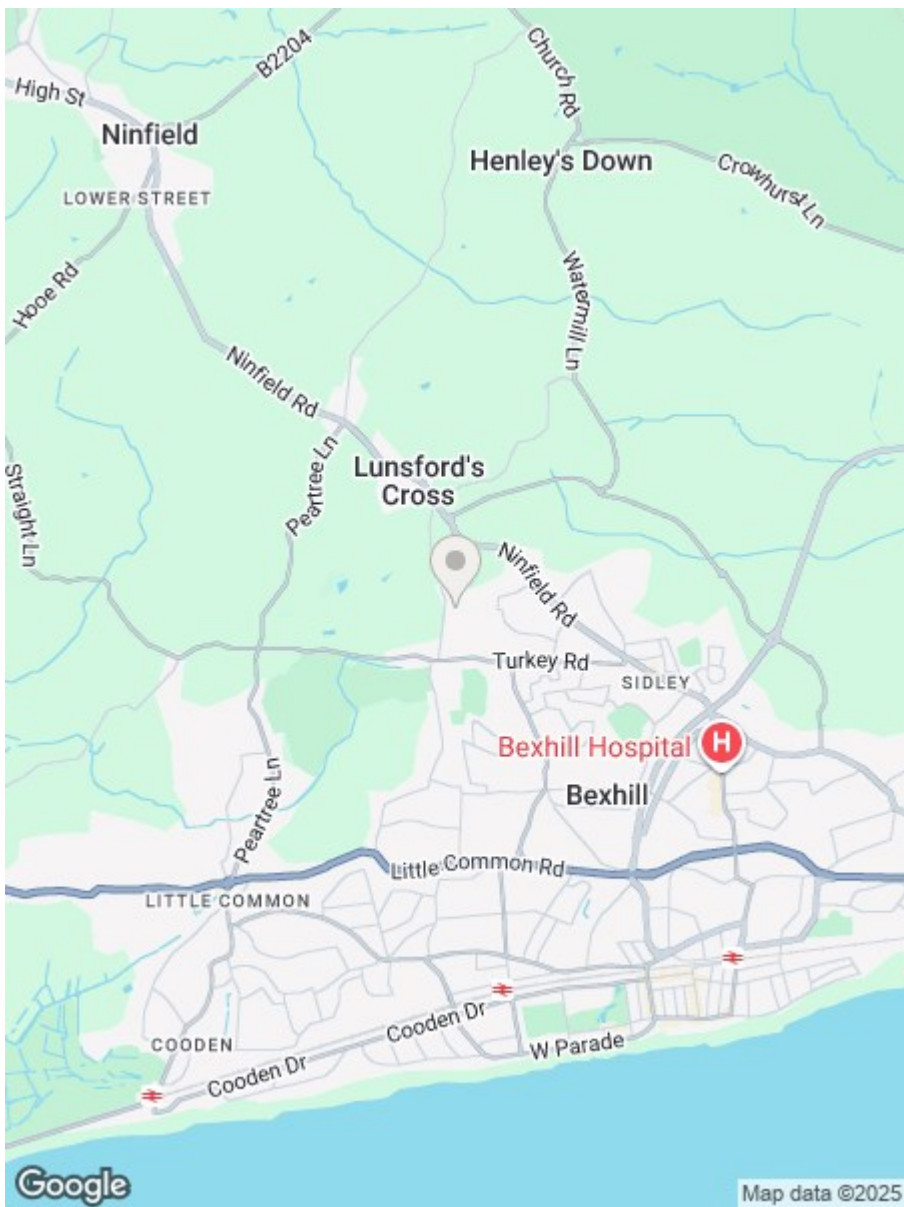 B2204
High St
Church Rd
Ninfield
Henley's Down
Crowhurst Ln
LOWER STREET
Hooe Rd
Watermill Ln
Ninfield Rd
Peartree Ln
Lunsford's
Cross
Straight Ln
Ninfield Rd
Turkey Rd
SIDLEY
H
Bexhill Hospital
Bexhill
Peartree Ln
Little Common Rd
LITTLE COMMON
Cooden Dr
COODEN
W Parade
Cooden Dr
Google
Map data ©2025